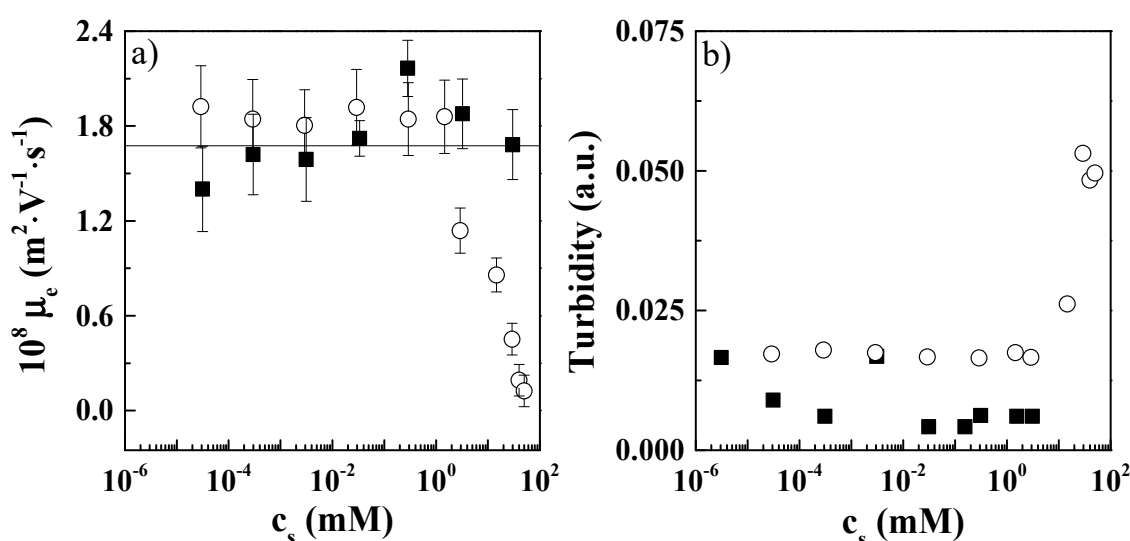 a)
2.4
1.8
1.2
0.6
0.0
10⁸ μₑ (m²·V⁻¹·s⁻¹)
10⁻⁶ 10⁻⁴ 10⁻² 10⁰ 10²
cₛ (mM)
b)
0.075
0.050
0.025
0.000
Turbidity (a.u.)
10⁻⁶ 10⁻⁴ 10⁻² 10⁰ 10²
cₛ (mM)